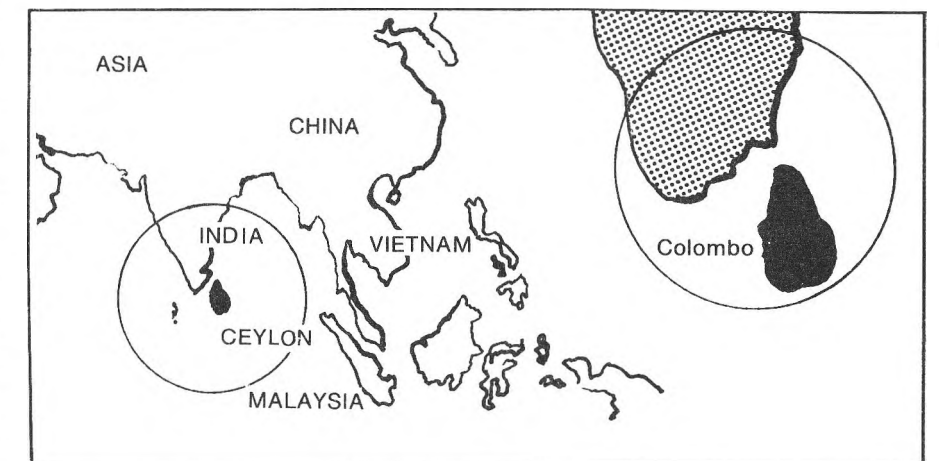 ASIA
CHINA
INDIA
VIETNAM
Colombo
CEYLON
MALAYSIA